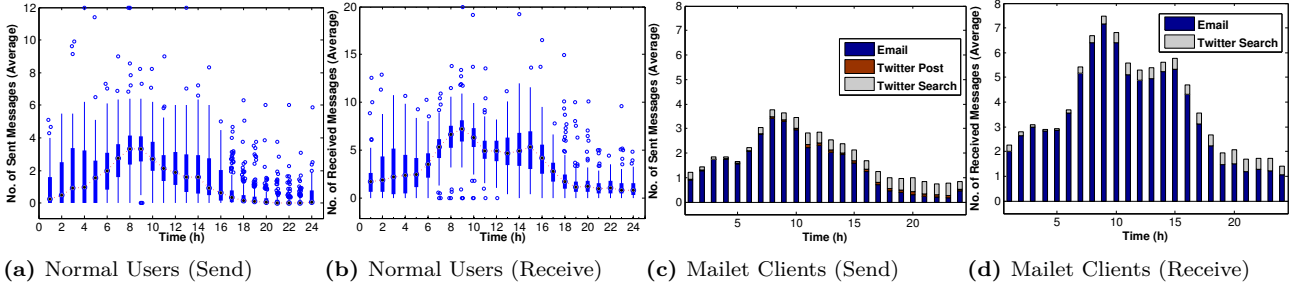 No. of Sent Messages (Average)
12
10
8
6
4
2
0
0 1 2 4 6 8 10 12 14 16 18 20 22 24
Time (h)
(a) Normal Users (Send)
No. of Received Messages (Average)
20
15
10
5
0
0 1 2 4 6 8 10 12 14 16 18 20 22 24
Time (h)
(b) Normal Users (Receive)
No. of Sent Messages (Average)
8
7
6
5
4
3
2
1
0
5 10 15 20
Time (h)
Email
Twitter Post
Twitter Search
(c) Mailet Clients (Send)
No. of Received Messages (Average)
8
7
6
5
4
3
2
1
0
5 10 15 20
Time (h)
Email
Twitter Search
(d) Mailet Clients (Receive)